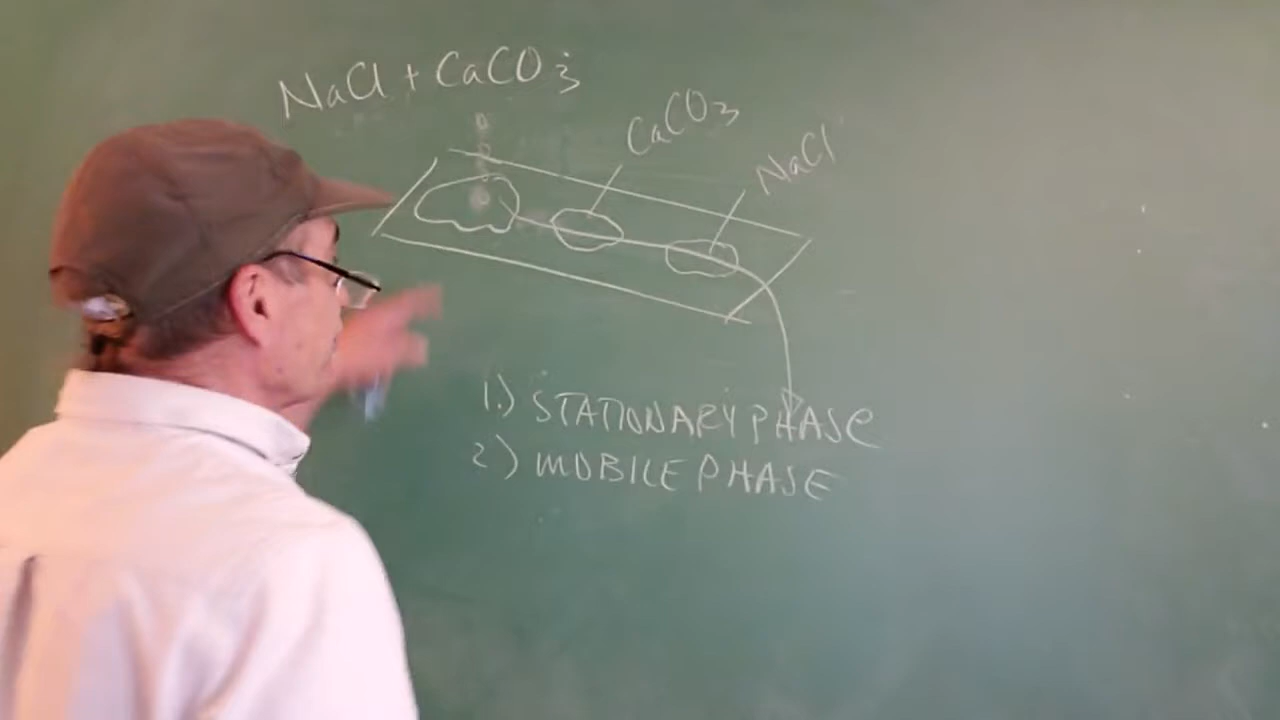 NaCl + CaCO3
CaCO3
NaCl
1.) STATIONARY PHASE
2) MOBILE PHASE